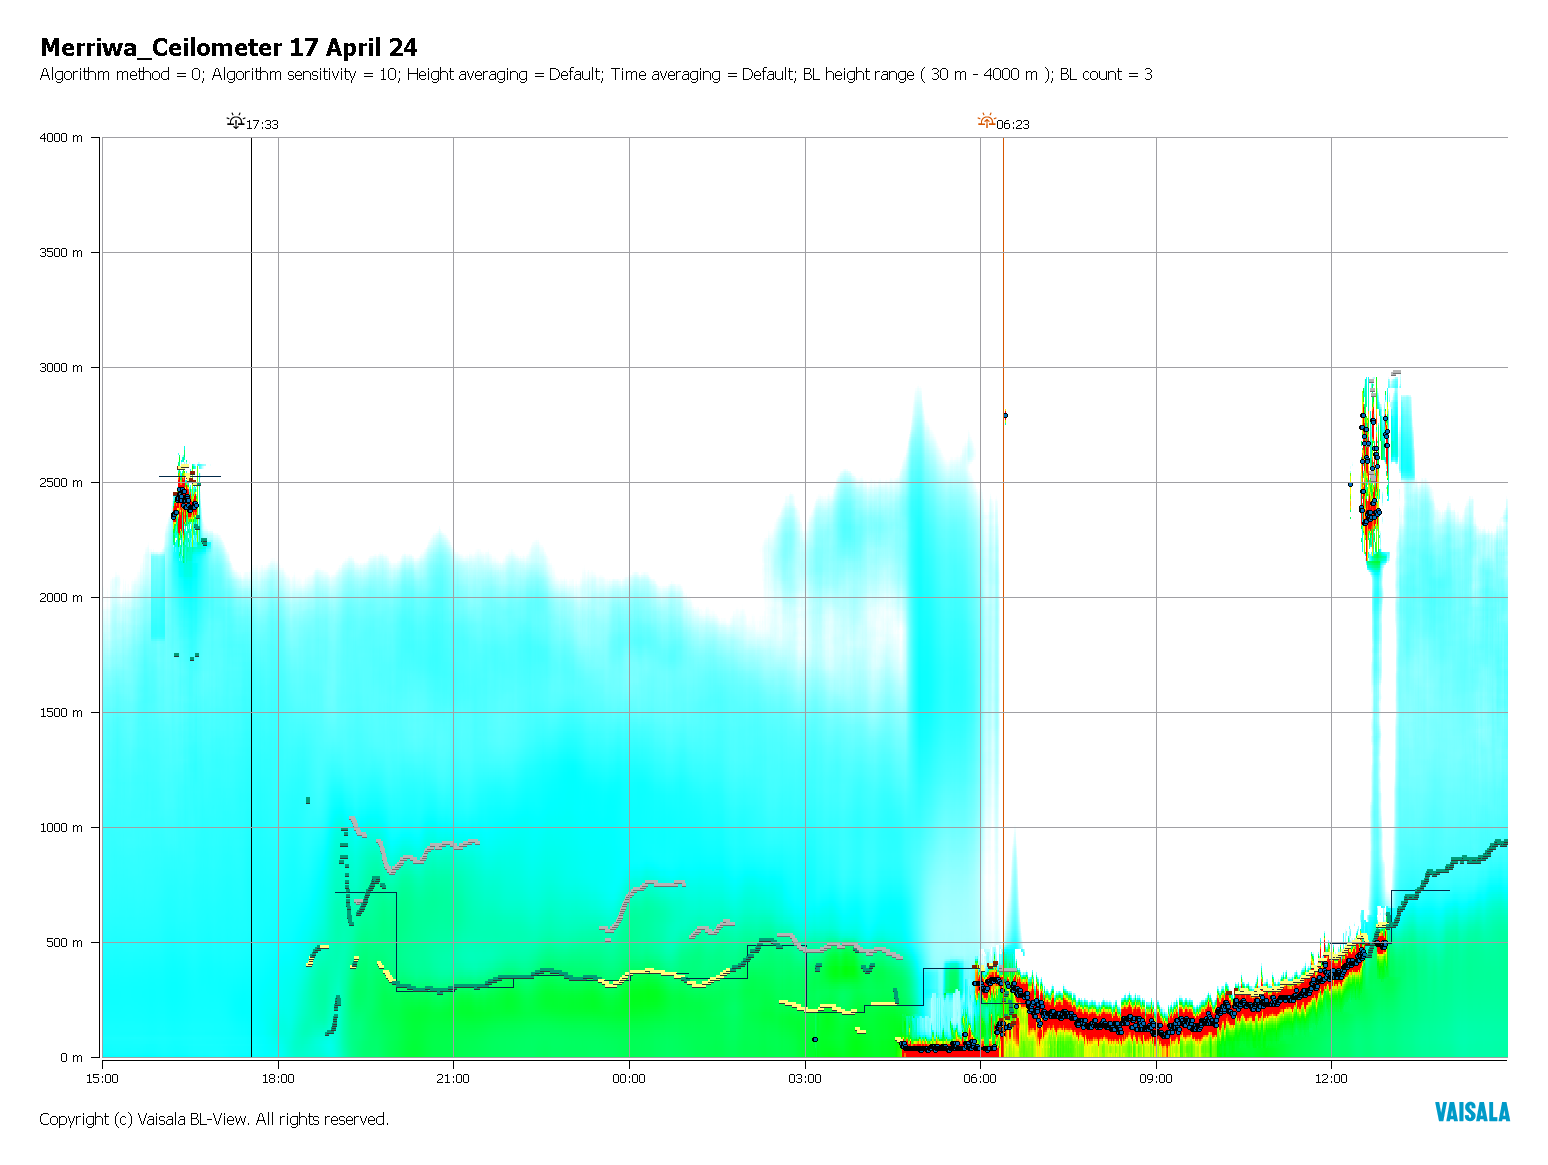 Merriwa_Ceilometer 17 April 24
Algorithm method = 0; Algorithm sensitivity = 10; Height averaging = Default; Time averaging = Default; BL height range ( 30 m - 4000 m ); BL count = 3
17:33 06:23
4000 m
3500 m
3000 m
2500 m
2000 m
1500 m
1000 m
500 m
0 m
15:00 18:00 21:00 00:00 03:00 06:00 09:00 12:00
Copyright (c) Vaisala BL-View. All rights reserved.
VAISALA